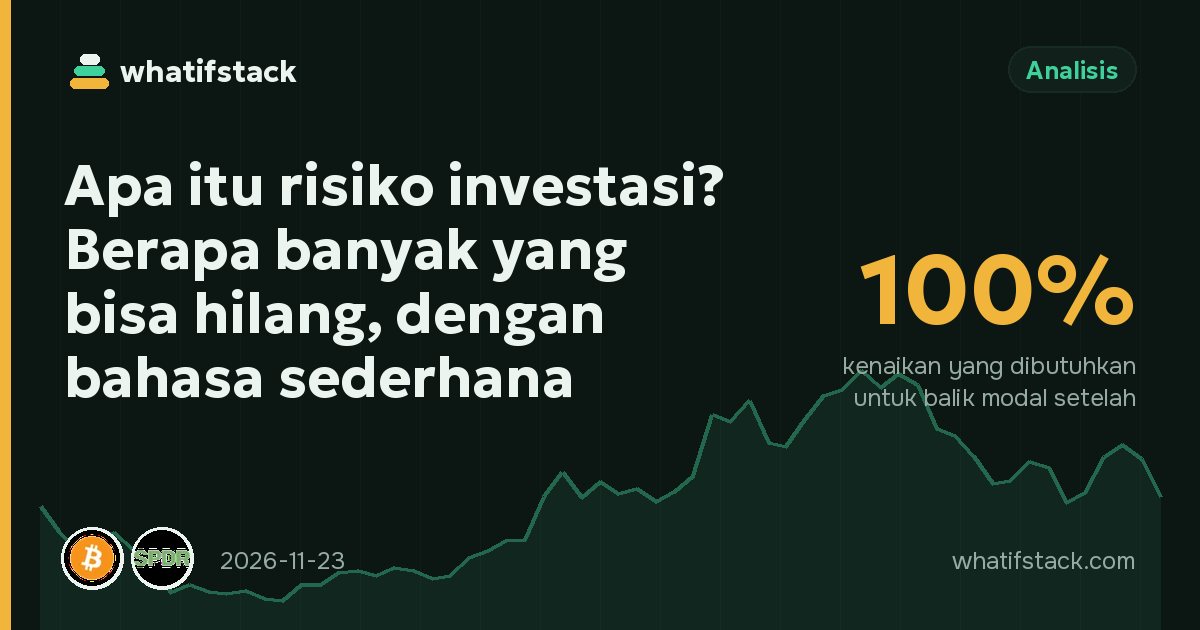 whatifstack
Analisis
Apa itu risiko investasi?
Berapa banyak yang
bisa hilang, dengan
bahasa sederhana
100%
kenaikan yang dibutuhkan
untuk balik modal setelah
SPDR
2026-11-23
whatifstack.com